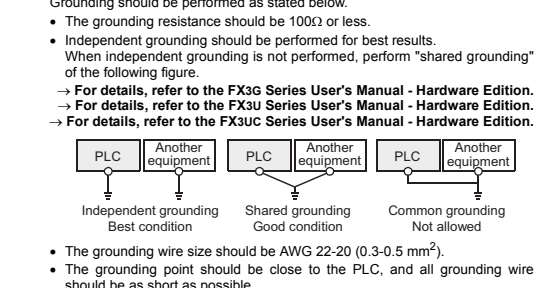 Grounding should be performed as stated below.
• The grounding resistance should be 100Ω or less.
• Independent grounding should be performed for best results.
When independent grounding is not performed, perform "shared grounding"
of the following figure.
→ For details, refer to the FX3G Series User's Manual - Hardware Edition.
→ For details, refer to the FX3U Series User's Manual - Hardware Edition.
→ For details, refer to the FX3UC Series User's Manual - Hardware Edition.
PLC
Another
equipment
PLC
Another
equipment
PLC
Another
equipment
Independent grounding
Best condition
Shared grounding
Good condition
Common grounding
Not allowed
• The grounding wire size should be AWG 22-20 (0.3-0.5 mm²).
• The grounding point should be close to the PLC, and all grounding wire
should be as short as possible.